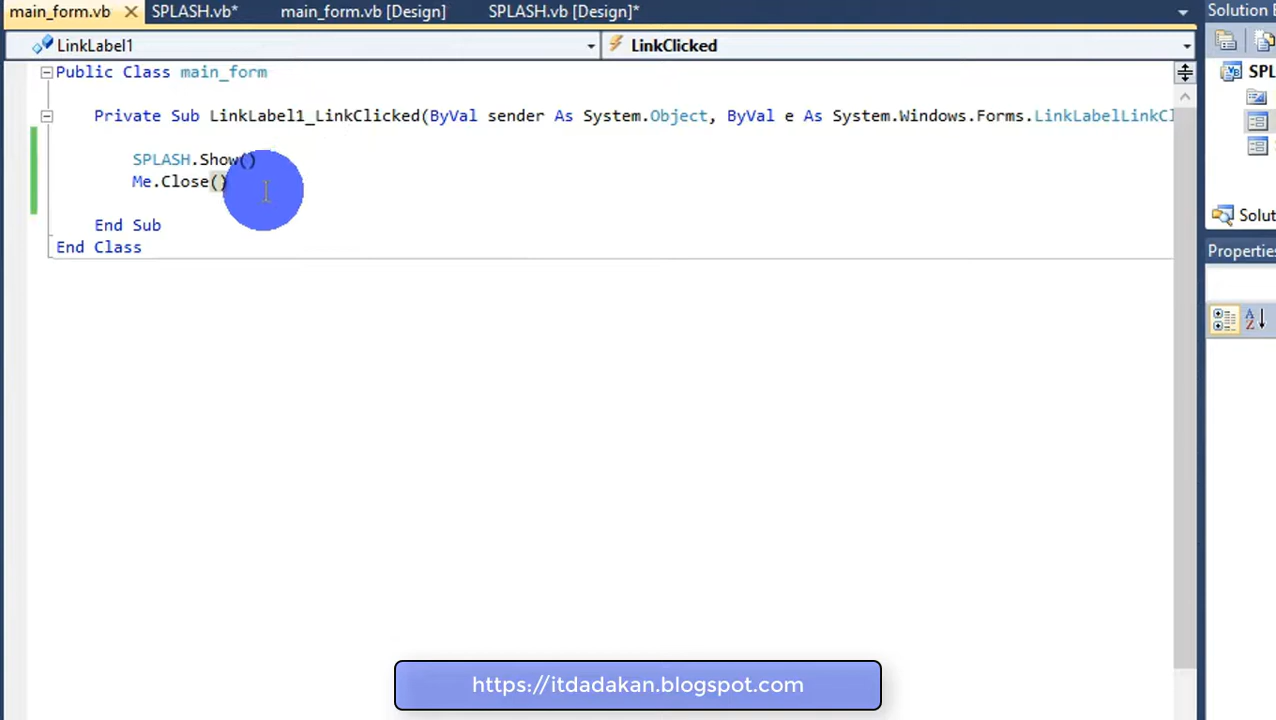 main_form.vb SPLASH.vb* main_form.vb [Design] SPLASH.vb [Design]* Solution E
LinkLabel1 LinkClicked
Public Class main_form SPL
Private Sub LinkLabel1_LinkClicked(ByVal sender As System.Object, ByVal e As System.Windows.Forms.LinkLabelLinkCl
SPLASH.Show()
Me.Close()
Solut
End Sub
End Class
Properties
https://itdadakan.blogspot.com